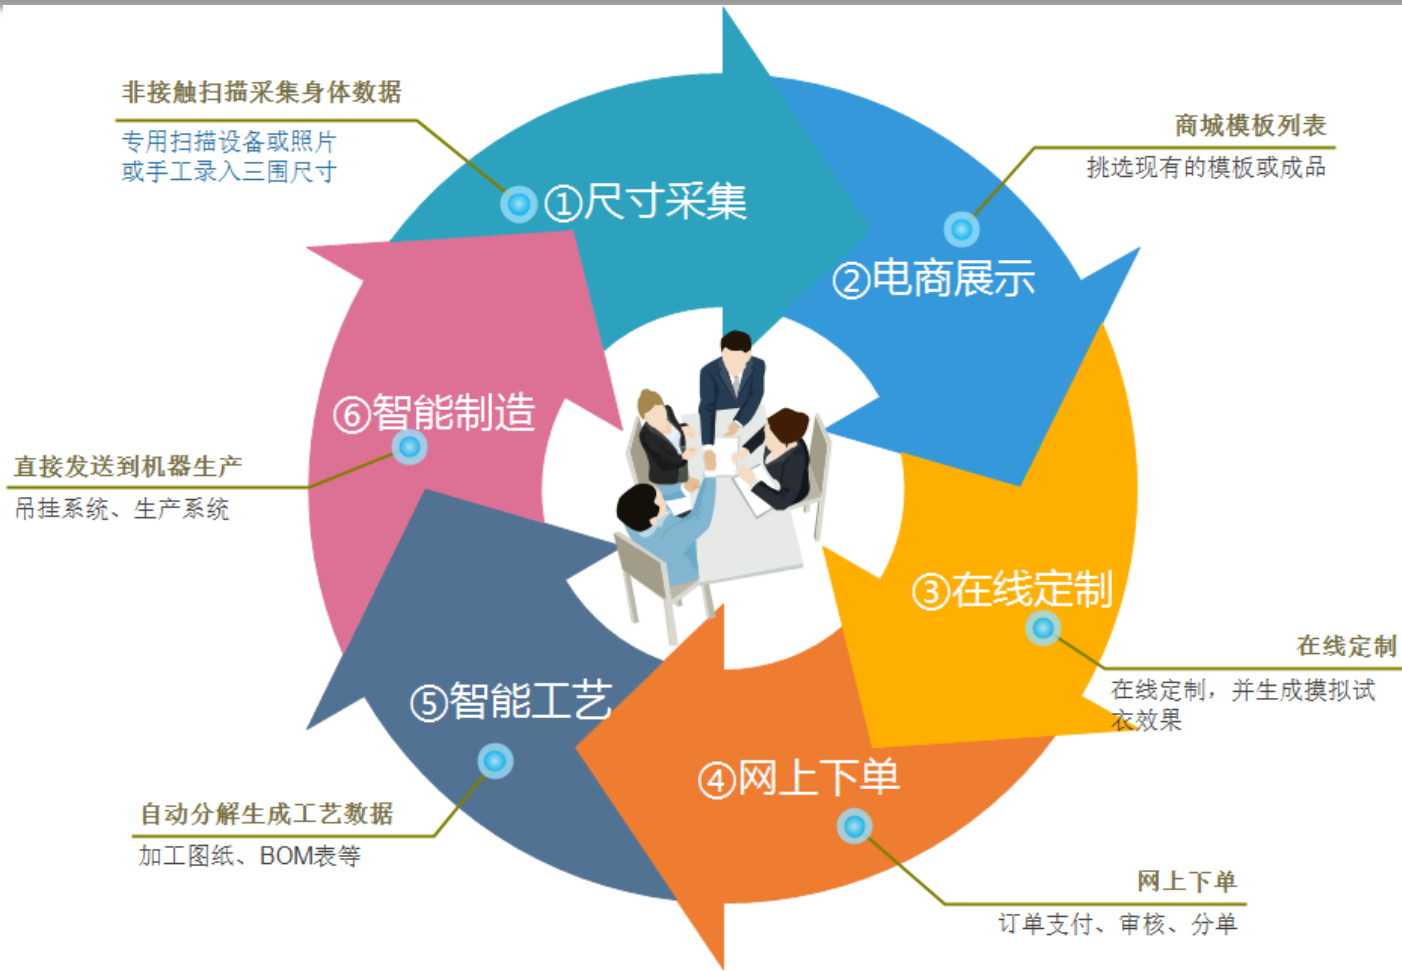 非接触扫描采集身体数据
专用扫描设备或照片
或手工录入三围尺寸
①尺寸采集
商城模板列表
挑选现有的模板或成品
②电商展示
③在线定制
在线定制
在线定制，并生成摸拟试
衣效果
④网上下单
网上下单
订单支付、审核、分单
⑤智能工艺
自动分解生成工艺数据
加工图纸、BOM表等
⑥智能制造
直接发送到机器生产
吊挂系统、生产系统